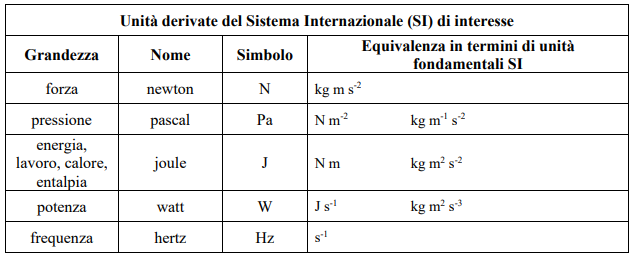 Unità derivate del Sistema Internazionale (SI) di interesse
Grandezza Nome Simbolo Equivalenza in termini di unità fondamentali SI
forza newton N kg m s⁻²
pressione pascal Pa N m⁻² kg m⁻¹ s⁻²
energia, lavoro, calore, entalpia joule J N m kg m² s⁻²
potenza watt W J s⁻¹ kg m² s⁻³
frequenza hertz Hz s⁻¹